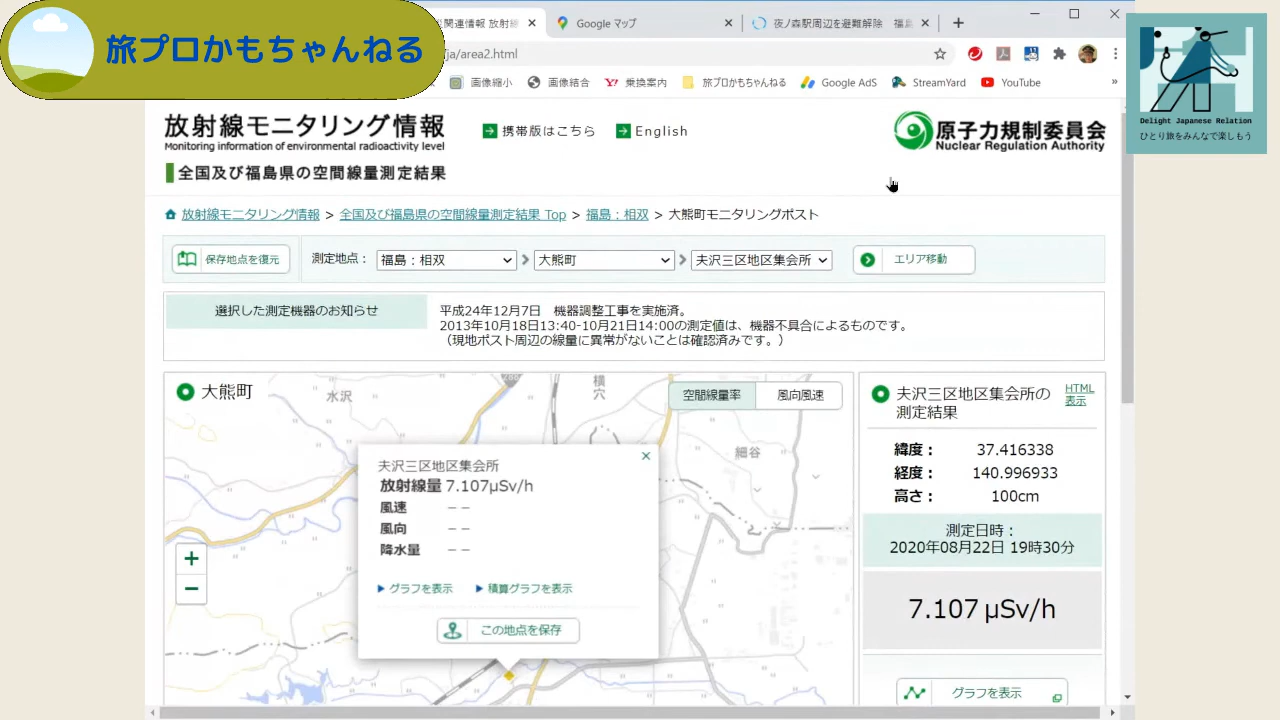 旅プロかもちゃんねる
関連情報 放射
Google マップ
夜ノ森駅周辺を避難解除 福島
ja/area2.html
画像縮小
画像結合
乗換案内
旅プロかもちゃんねる
Google AdS
StreamYard
YouTube
»
Delight Japanese Relation
ひとり旅をみんなで楽しもう
放射線モニタリング情報
Monitoring information of environmental radioactivity level
携帯版はこちら
English
原子力規制委員会
Nuclear Regulation Authority
全国及び福島県の空間線量測定結果
放射線モニタリング情報 > 全国及び福島県の空間線量測定結果 Top > 福島：相双 > 大熊町モニタリングポスト
保存地点を復元
測定地点：
福島：相双
大熊町
夫沢三区地区集会所
エリア移動
選択した測定機器のお知らせ
平成24年12月7日 機器調整工事を実施済。
2013年10月18日13:40-10月21日14:00の測定値は、機器不具合によるものです。
（現地ポスト周辺の線量に異常がないことは確認済みです。）
大熊町
水沢
288
横穴
空間線量率
風向風速
細谷
夫沢三区地区集会所
放射線量 7.107μSv/h
風速 －－
風向 －－
降水量 －－
グラフを表示
積算グラフを表示
この地点を保存
+
−
夫沢三区地区集会所の
測定結果
HTML
表示
緯度： 37.416338
経度： 140.996933
高さ： 100cm
測定日時：
2020年08月22日 19時30分
7.107 μSv/h
グラフを表示